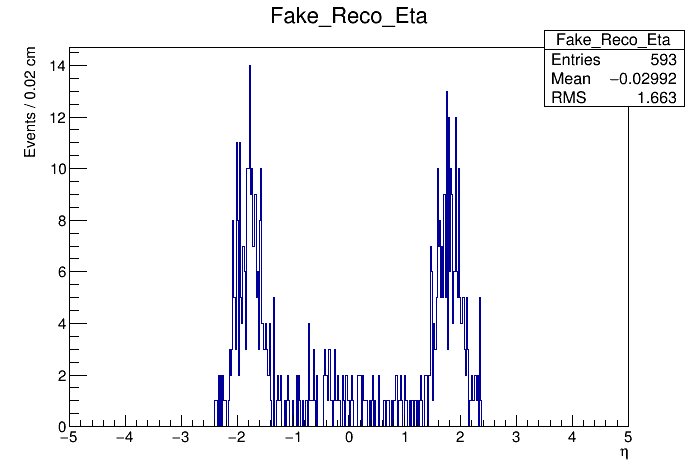 Fake_Reco_Eta
Fake_Reco_Eta
Entries 593
Mean −0.02992
RMS 1.663
Events / 0.02 cm
14
12
10
8
6
4
2
0
−5 −4 −3 −2 −1 0 1 2 3 4 5
η